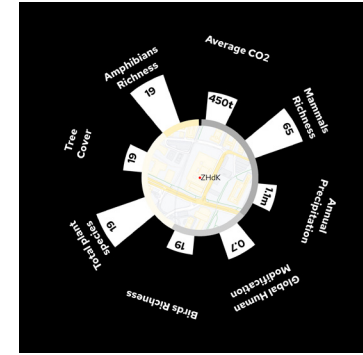 Average CO2
450t
Mammals
Richness
65
Annual
Precipitation
1.1m
Global Human
Modification
0.7
Birds Richness
19
Total plant
species
19
Tree
Cover
19
Amphibians
Richness
19
ZHdK